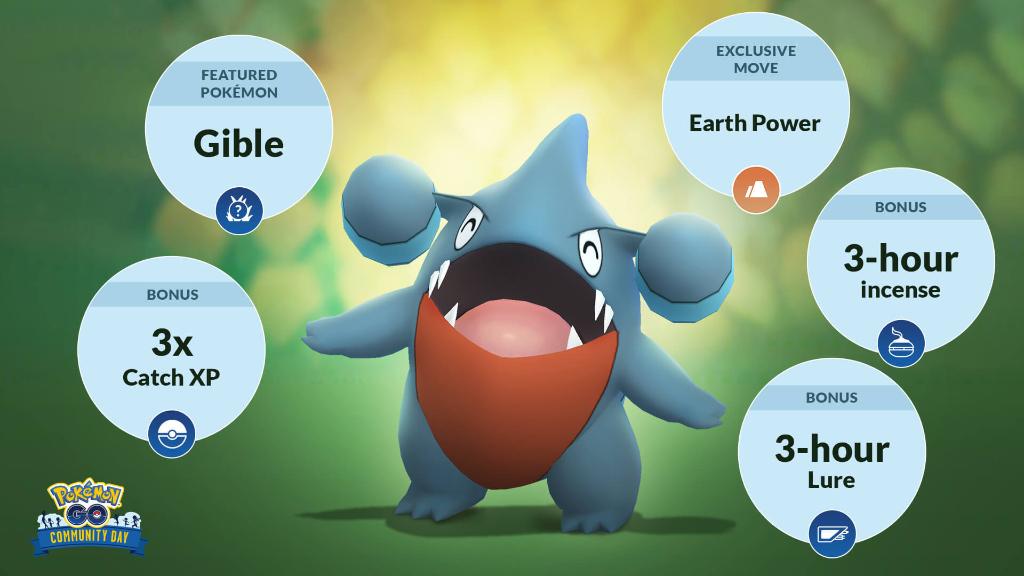 FEATURED
POKÉMON
Gible
EXCLUSIVE
MOVE
Earth Power
BONUS
3-hour
incense
BONUS
3x
Catch XP
BONUS
3-hour
Lure
POKéMON
GO
COMMUNITY DAY